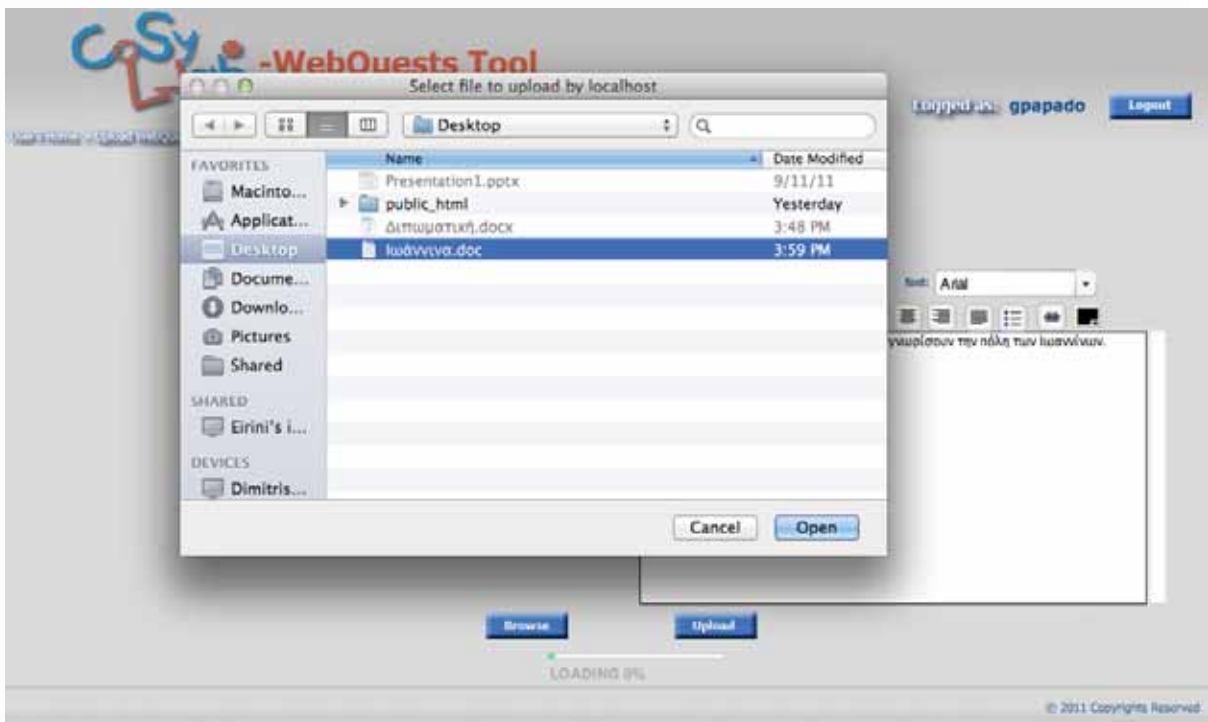 CoSy
-WebQuests Tool
Select file to upload by localhost
Logged as: gpapado
Logout
Desktop
FAVORITES
Macinto...
Applicat...
Desktop
Docume...
Downlo...
Pictures
Shared
SHARED
Eirini's i...
DEVICES
Dimitris...
Name
Date Modified
Presentation1.pptx
9/11/11
public_html
Yesterday
Διπωματική.docx
3:48 PM
Ιωάννινα.doc
3:59 PM
font: Arial
γνωρίσουν την πόλη των Ιωαννίνων.
Cancel
Open
Browse
Upload
LOADING 0%
© 2011 Copyrights Reserved